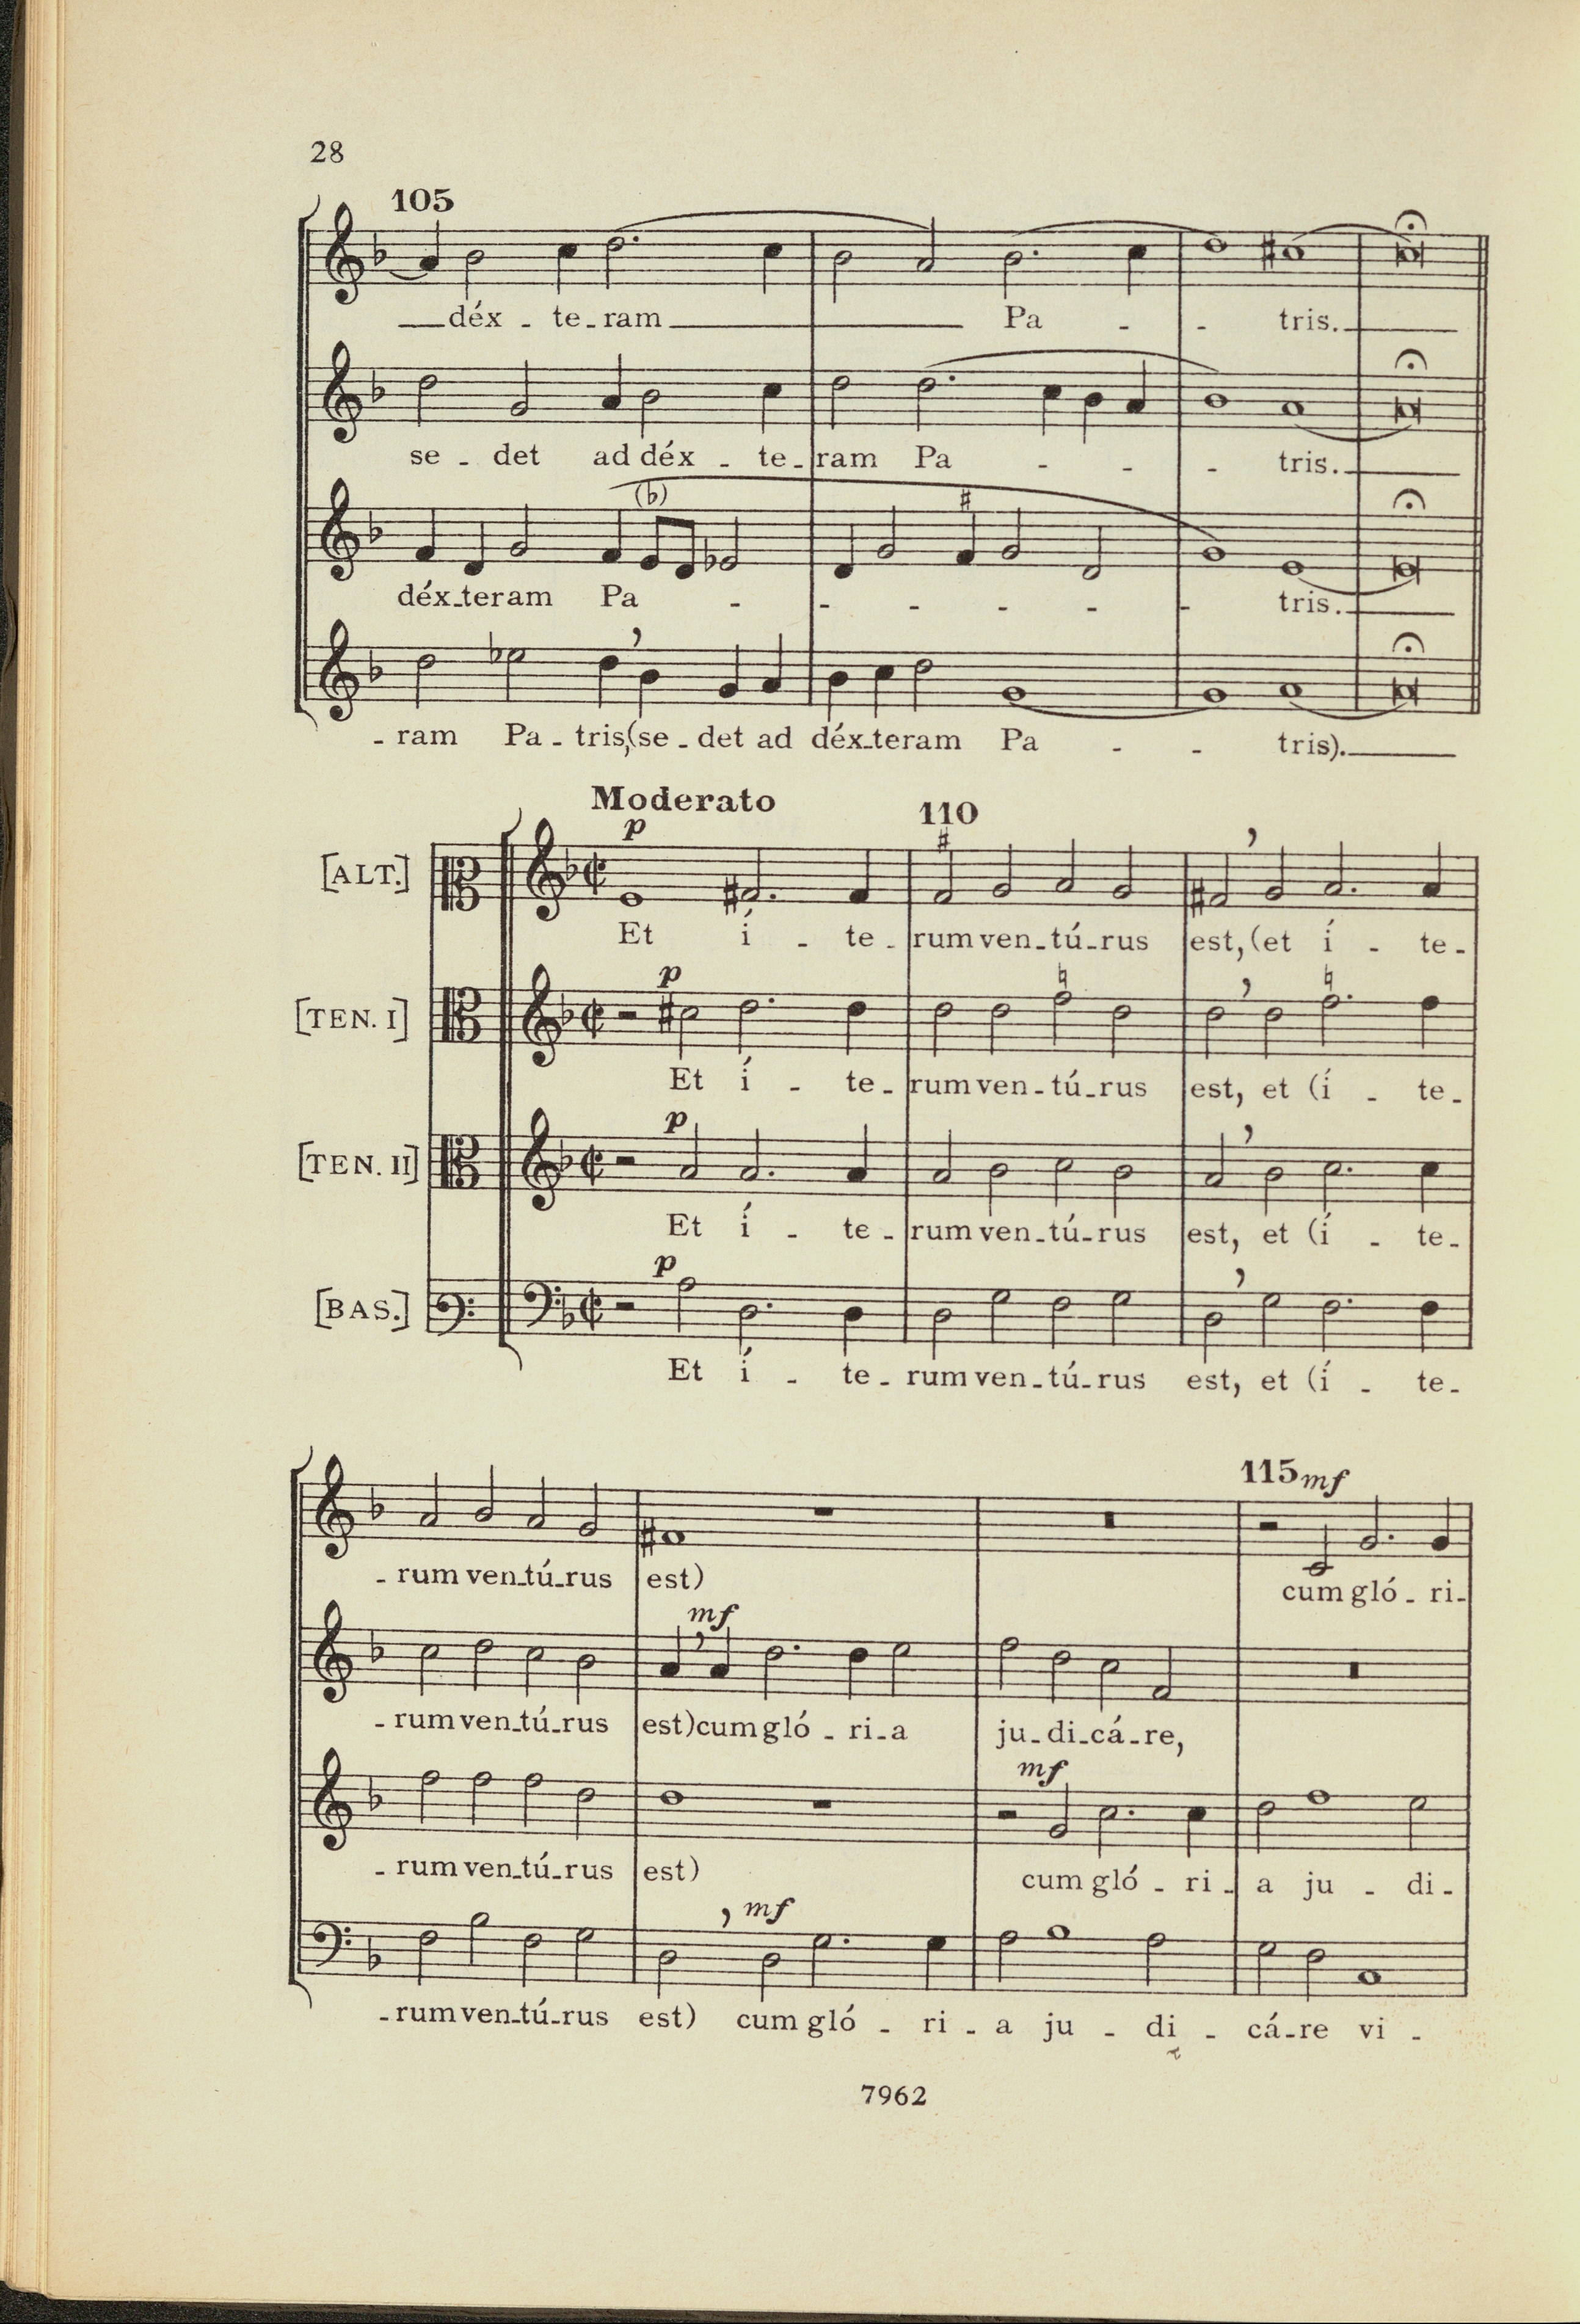 28
105
déx - te - ram Pa - - tris.
se - det ad déx - te - ram Pa - - - tris.
(♭) ♯
déx - teram Pa - - - - - - tris.
- ram Pa - tris, (se - det ad déx - teram Pa - - tris).
Moderato
110
p
[ALT.]
Et í - te - rum ven - tú - rus est, (et í - te -
p
[TEN. I]
Et í - te - rum ven - tú - rus est, et (í - te -
p
[TEN. II]
Et í - te - rum ven - tú - rus est, et (í - te -
p
[BAS.]
Et í - te - rum ven - tú - rus est, et (í - te -
115 mf
- rum ven - tú - rus est) cum gló - ri -
mf
- rum ven - tú - rus est) cum gló - ri - a ju - di - cá - re,
mf
- rum ven - tú - rus est) cum gló - ri - a ju - di -
mf
- rum ven - tú - rus est) cum gló - ri - a ju - di - cá - re vi -
7962